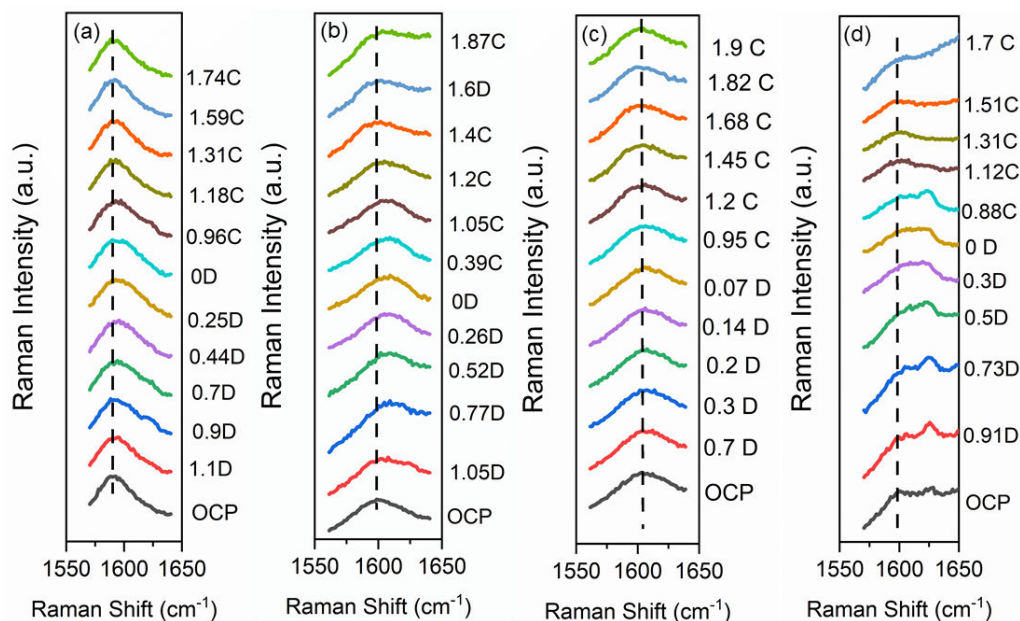 (a)
1.74C
1.59C
1.31C
1.18C
0.96C
0D
0.25D
0.44D
0.7D
0.9D
1.1D
OCP
Raman Intensity (a.u.)
1550 1600 1650
Raman Shift (cm⁻¹)
(b)
1.87C
1.6D
1.4C
1.2C
1.05C
0.39C
0D
0.26D
0.52D
0.77D
1.05D
OCP
Raman Intensity (a.u.)
1600
Raman Shift (cm⁻¹)
(c)
1.9 C
1.82 C
1.68 C
1.45 C
1.2 C
0.95 C
0.07 D
0.14 D
0.2 D
0.3 D
0.7 D
OCP
Raman Intensity (a.u.)
1550 1600 1650
Raman Shift (cm⁻¹)
(d)
1.7 C
1.51C
1.31C
1.12C
0.88C
0 D
0.3D
0.5D
0.73D
0.91D
OCP
Raman Intensity (a.u.)
1550 1600 1650
Raman Shift (cm⁻¹)